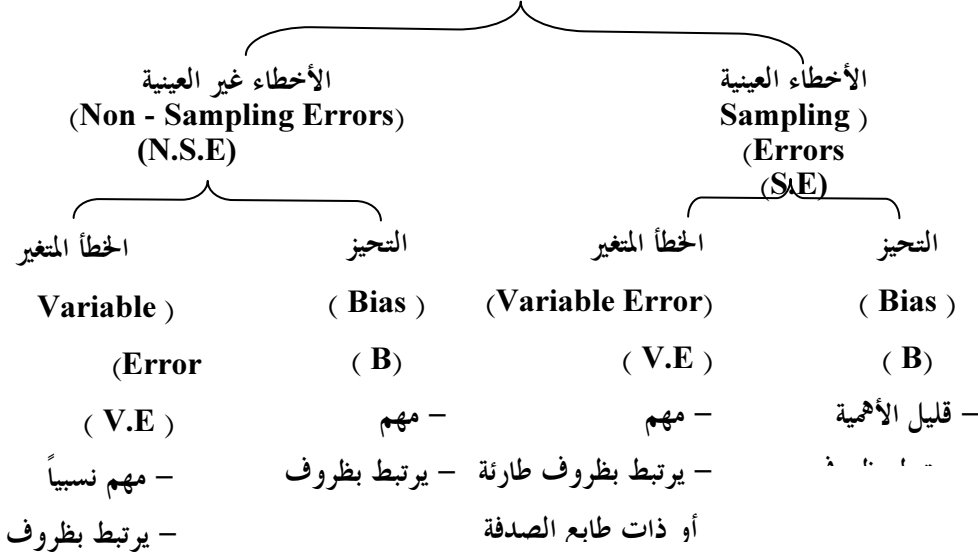 الأخطاء العينية
( Sampling
Errors)
(S.E)
التحيز
( Bias )
( B)
– قليل الأهمية
الخطأ المتغير
(Variable Error)
( V.E )
– مهم
– يرتبط بظروف طارئة
أو ذات طابع الصدفة
الأخطاء غير العينية
(Non - Sampling Errors)
(N.S.E)
التحيز
( Bias )
( B)
– مهم
– يرتبط بظروف
الخطأ المتغير
( Variable
Error)
( V.E )
– مهم نسبياً
– يرتبط بظروف